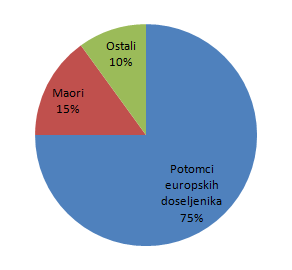 Ostali
10%
Maori
15%
Potomci
europskih
doseljenika
75%